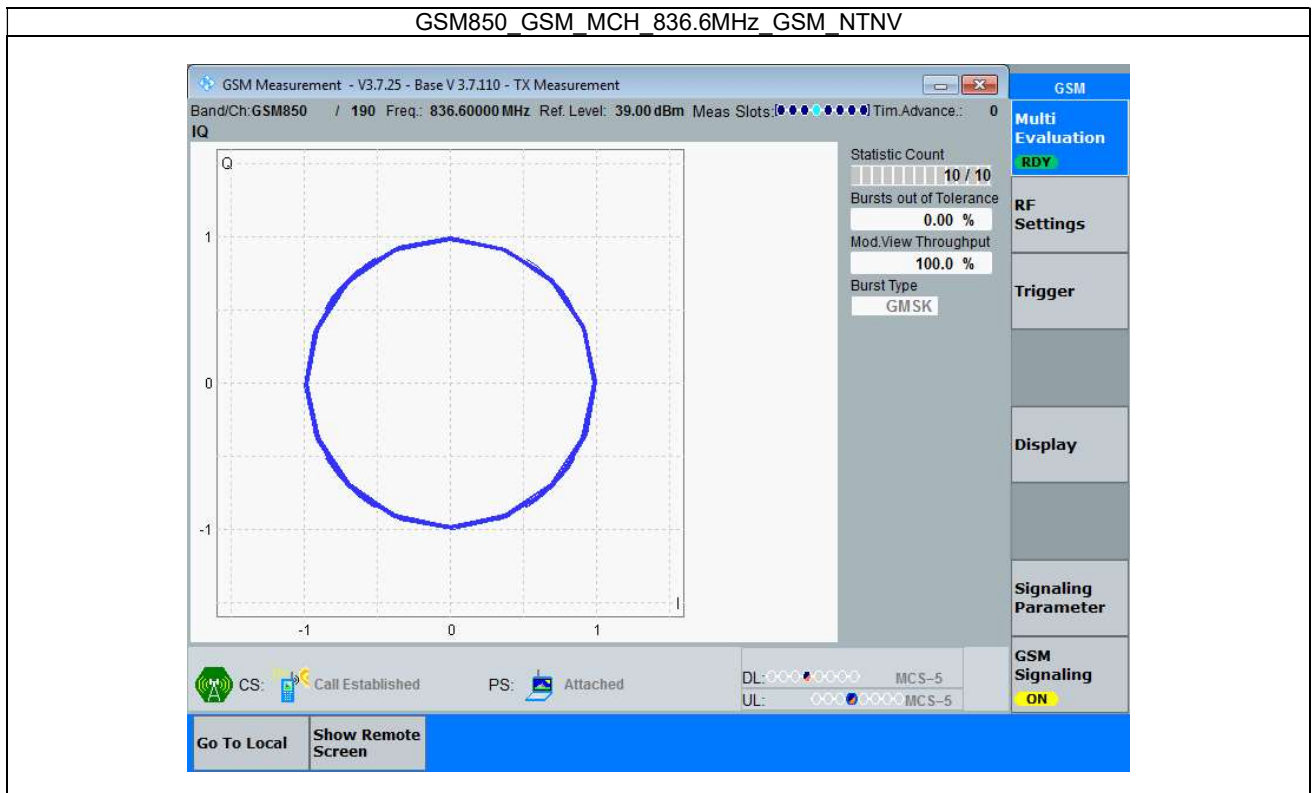 GSM850_GSM_MCH_836.6MHz_GSM_NTNV
GSM Measurement - V3.7.25 - Base V 3.7.110 - TX Measurement
GSM
Band/Ch:GSM850 / 190 Freq.: 836.60000 MHz Ref. Level: 39.00 dBm Meas Slots: Tim.Advance.: 0
IQ
Multi
Evaluation
RDY
Q
1
0
-1
I
-1 0 1
Statistic Count
10 / 10
Bursts out of Tolerance
0.00 %
Mod.View Throughput
100.0 %
Burst Type
GMSK
RF
Settings
Trigger
Display
Signaling
Parameter
GSM
Signaling
ON
CS: Call Established PS: Attached
DL: MCS-5
UL: MCS-5
Go To Local
Show Remote
Screen